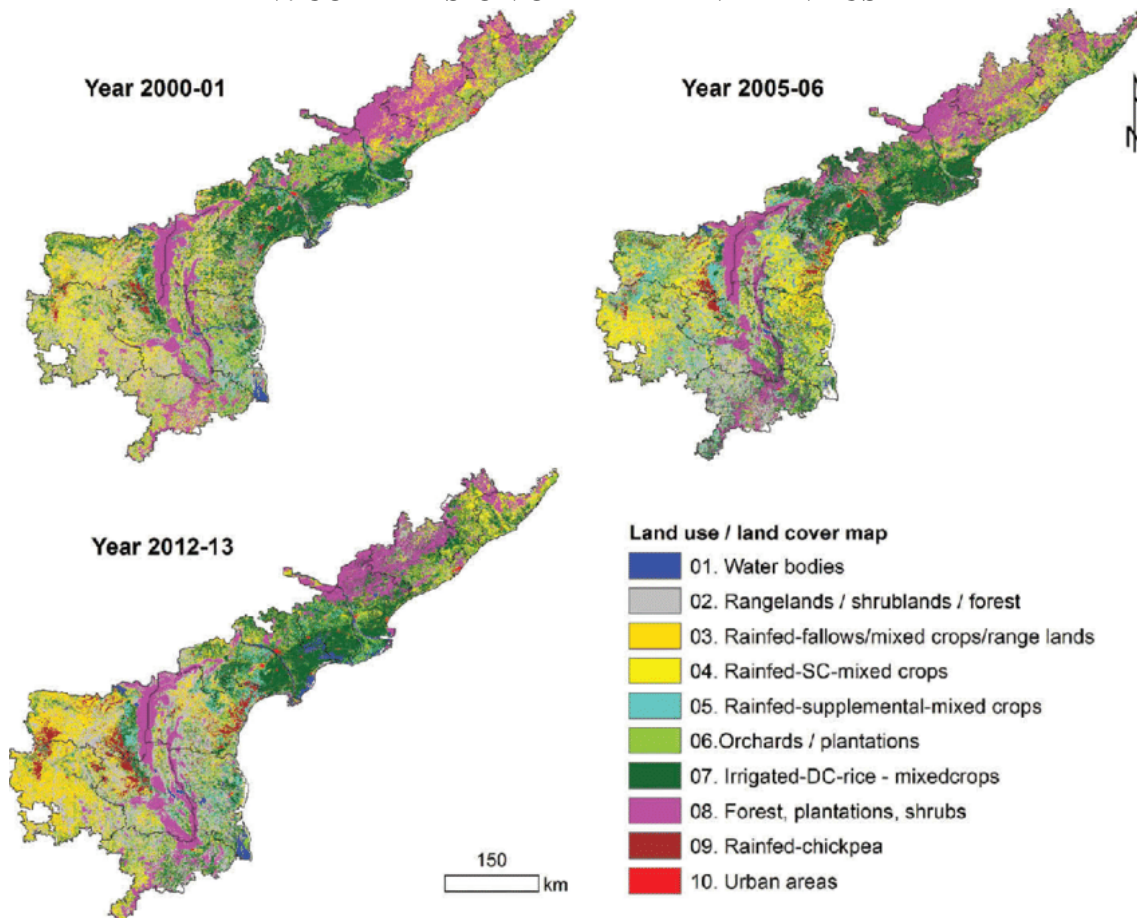 Year 2000-01
Year 2005-06
N
Year 2012-13
Land use / land cover map
01. Water bodies
02. Rangelands / shrublands / forest
03. Rainfed-fallows/mixed crops/range lands
04. Rainfed-SC-mixed crops
05. Rainfed-supplemental-mixed crops
06.Orchards / plantations
07. Irrigated-DC-rice - mixedcrops
08. Forest, plantations, shrubs
09. Rainfed-chickpea
10. Urban areas
150
km